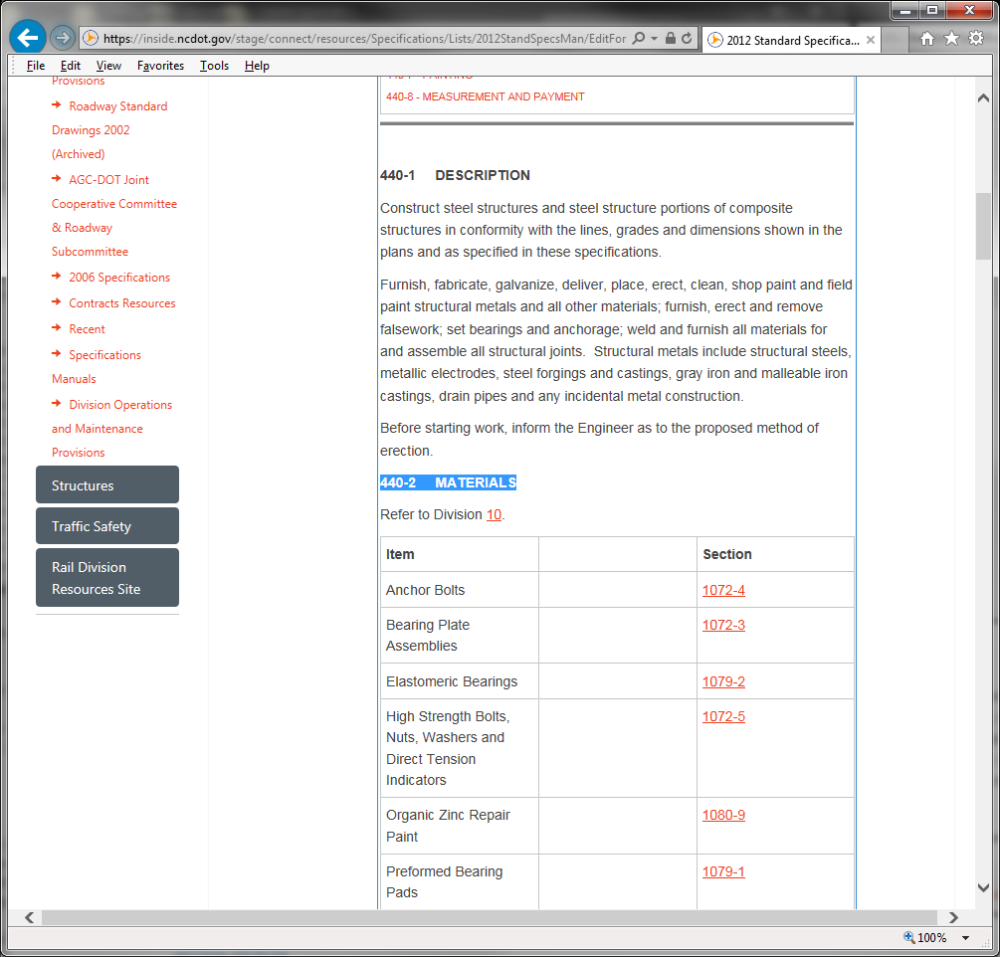 https://inside.ncdot.gov/stage/connect/resources/Specifications/Lists/2012StandSpecsMan/EditFor
2012 Standard Specifica...
File Edit View Favorites Tools Help
Provisions
Roadway Standard
Drawings 2002
(Archived)
AGC-DOT Joint
Cooperative Committee
& Roadway
Subcommittee
2006 Specifications
Contracts Resources
Recent
Specifications
Manuals
Division Operations
and Maintenance
Provisions
Structures
Traffic Safety
Rail Division
Resources Site
440-8 - MEASUREMENT AND PAYMENT
440-1 DESCRIPTION
Construct steel structures and steel structure portions of composite
structures in conformity with the lines, grades and dimensions shown in the
plans and as specified in these specifications.
Furnish, fabricate, galvanize, deliver, place, erect, clean, shop paint and field
paint structural metals and all other materials; furnish, erect and remove
falsework; set bearings and anchorage; weld and furnish all materials for
and assemble all structural joints.  Structural metals include structural steels,
metallic electrodes, steel forgings and castings, gray iron and malleable iron
castings, drain pipes and any incidental metal construction.
Before starting work, inform the Engineer as to the proposed method of
erection.
440-2 MATERIALS
Refer to Division 10.
Item Section
Anchor Bolts 1072-4
Bearing Plate 1072-3
Assemblies
Elastomeric Bearings 1079-2
High Strength Bolts, 1072-5
Nuts, Washers and
Direct Tension
Indicators
Organic Zinc Repair 1080-9
Paint
Preformed Bearing 1079-1
Pads
100%